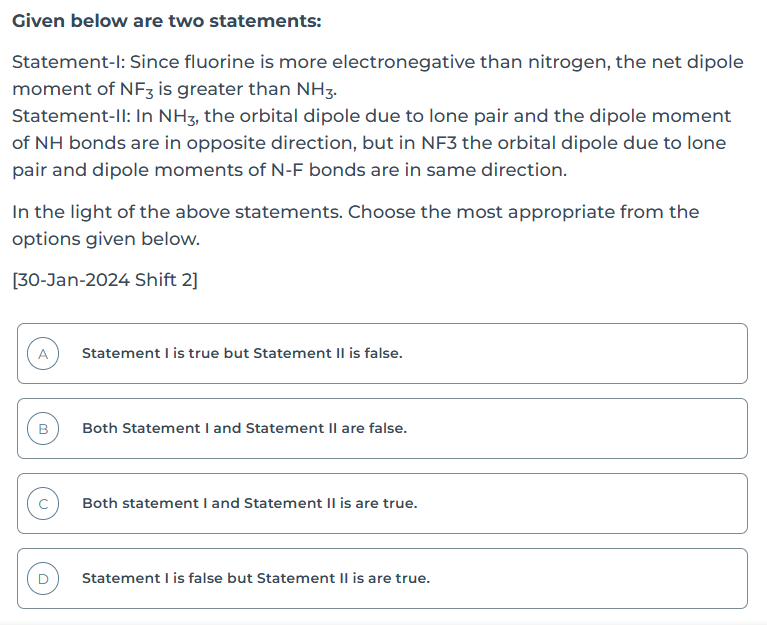 Given below are two statements:
Statement-I: Since fluorine is more electronegative than nitrogen, the net dipole
moment of NF₃ is greater than NH₃.
Statement-II: In NH₃, the orbital dipole due to lone pair and the dipole moment
of NH bonds are in opposite direction, but in NF3 the orbital dipole due to lone
pair and dipole moments of N-F bonds are in same direction.
In the light of the above statements. Choose the most appropriate from the
options given below.
[30-Jan-2024 Shift 2]
A Statement I is true but Statement II is false.
B Both Statement I and Statement II are false.
C Both statement I and Statement II is are true.
D Statement I is false but Statement II is are true.